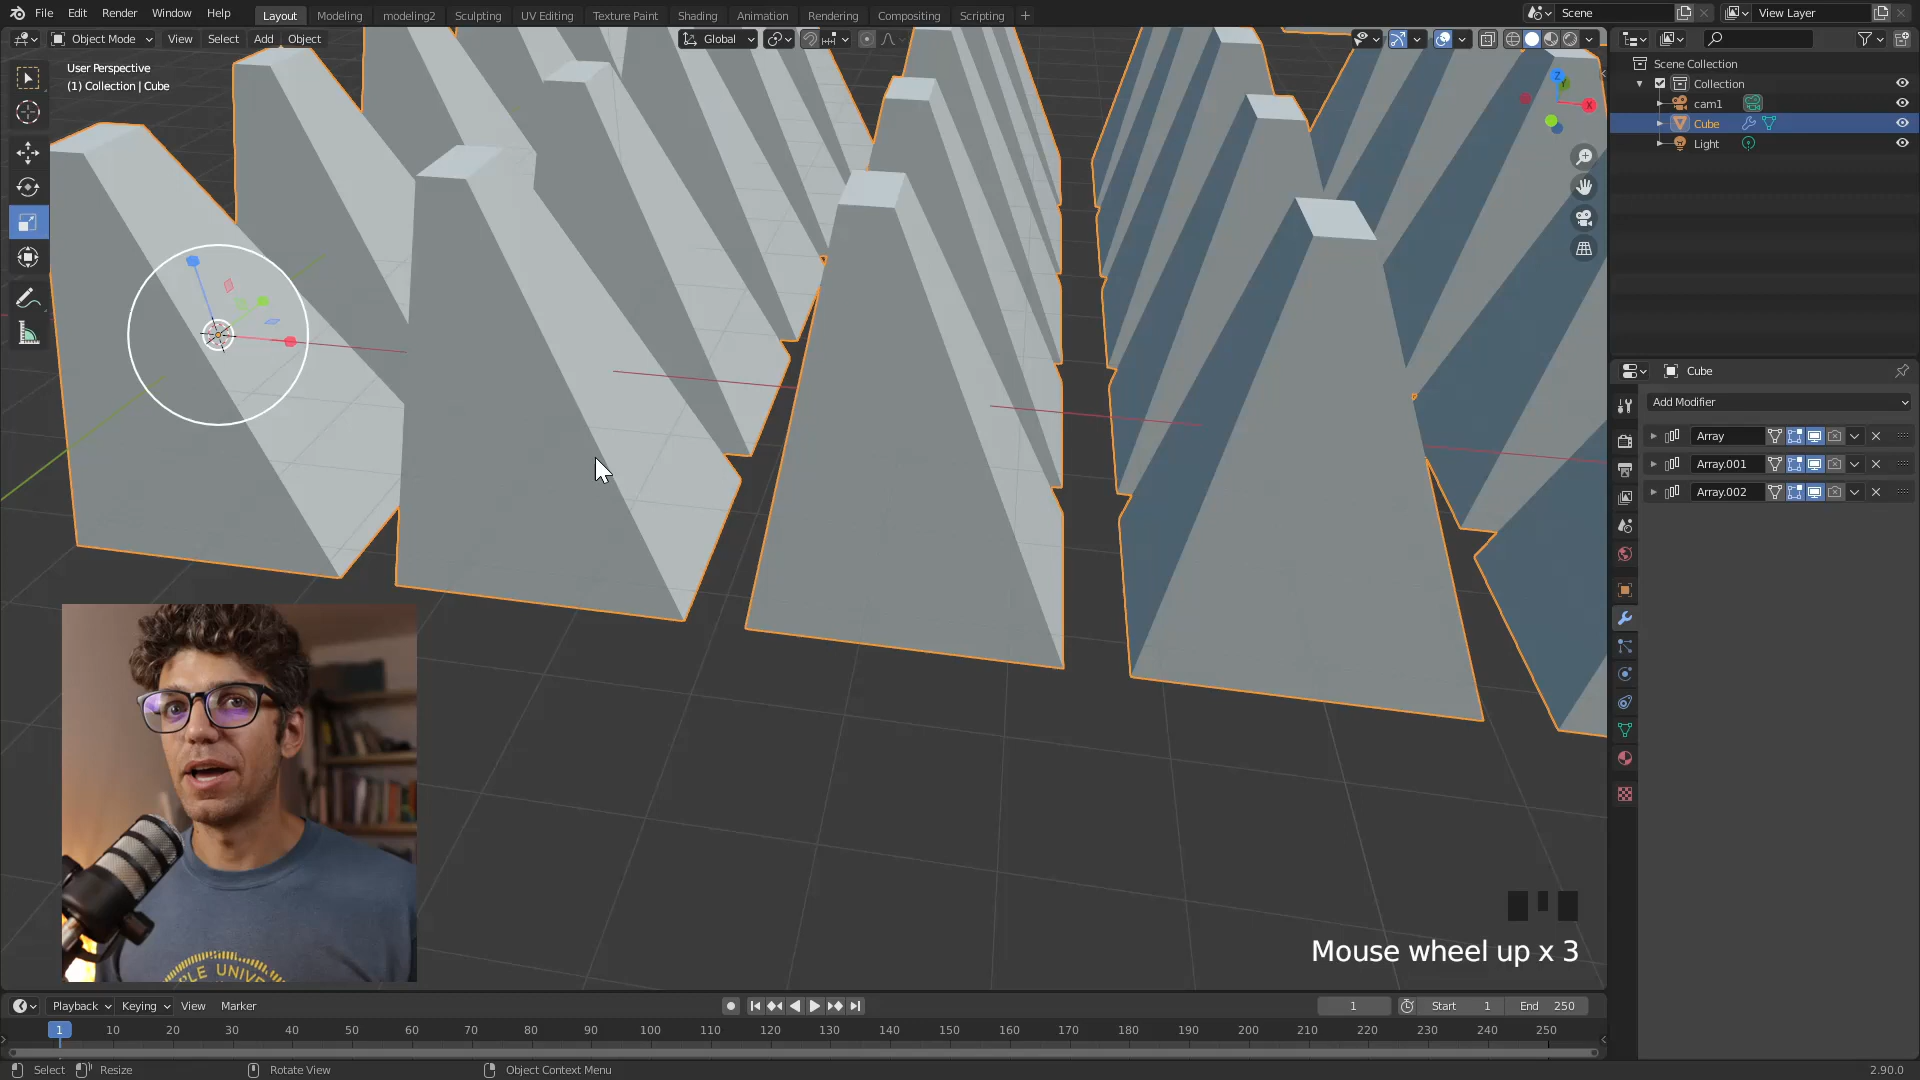 File Edit Render Window Help Layout Modeling modeling2 Sculpting UV Editing Texture Paint Shading Animation Rendering Compositing Scripting Scene View Layer
Object Mode View Select Add Object Global
User Perspective
(1) Collection | Cube
Scene Collection
Collection
cam1
Cube
Light
Z
X
Cube
Add Modifier
Array
Array.001
Array.002
Mouse wheel up x 3
Playback Keying View Marker 1 Start 1 End 250
1 10 20 30 40 50 60 70 80 90 100 110 120 130 140 150 160 170 180 190 200 210 220 230 240 250
Select Resize Rotate View Object Context Menu 2.90.0